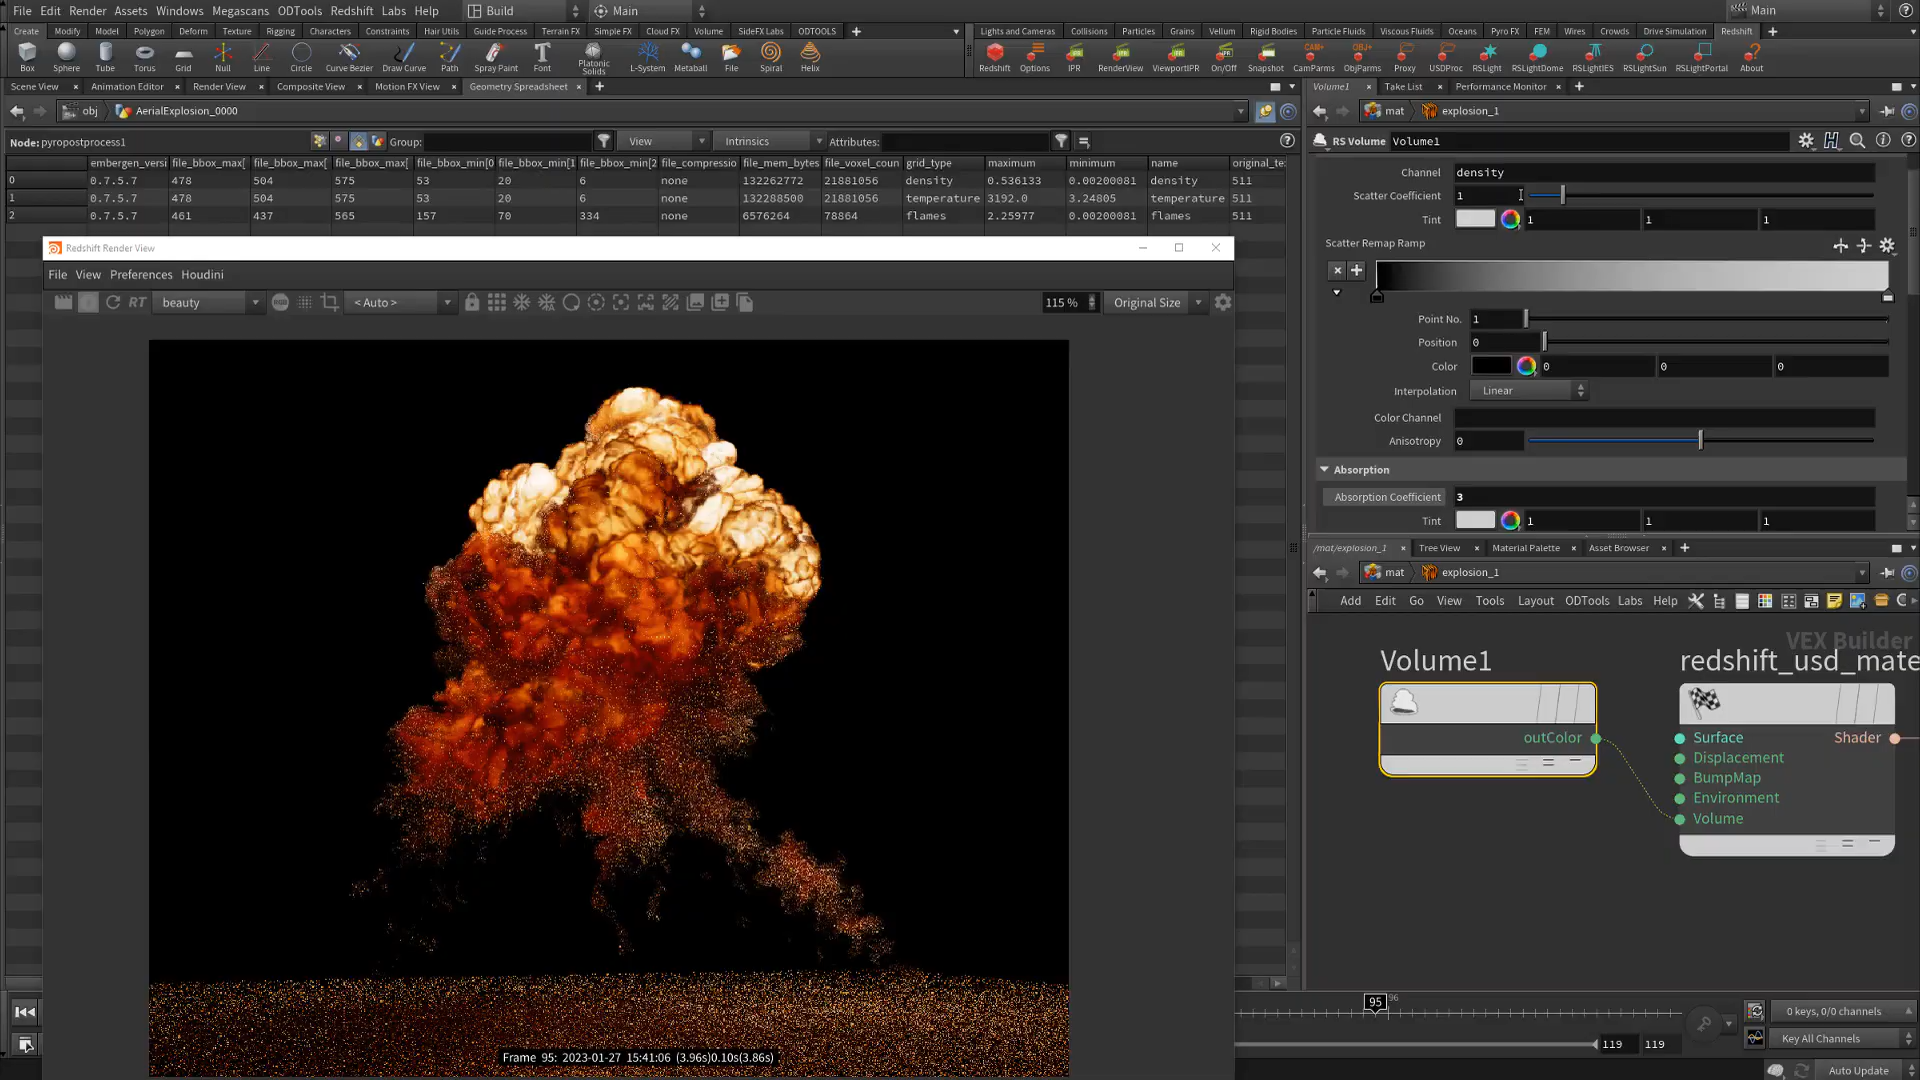 File Edit Render Assets Windows Megascans ODTools Redshift Labs Help Build Main Main
Create Modify Model Polygon Deform Texture Rigging Characters Constraints Hair Utils Guide Process Terrain FX Simple FX Cloud FX Volume SideFX Labs ODTOOLS
Lights and Cameras Collisions Particles Grains Vellum Rigid Bodies Particle Fluids Viscous Fluids Oceans Pyro FX FEM Wires Crowds Drive Simulation Redshift
Box Sphere Tube Torus Grid Null Line Circle Curve Bezier Draw Curve Path Spray Paint Font Platonic Solids L-System Metaball File Spiral Helix
Redshift Options IPR RenderView ViewportIPR On/Off Snapshot CamParms ObjParms Proxy USDProc RSLight RSLightDome RSLightIES RSLightSun RSLightPortal About
Scene View Animation Editor Render View Composite View Motion FX View Geometry Spreadsheet
Volume1 Take List Performance Monitor
obj AerialExplosion_0000
mat explosion_1
Node: pyropostprocess1 Group: View Intrinsics Attributes:
RS Volume Volume1
embergen_versi file_bbox_max[ file_bbox_max[ file_bbox_max[ file_bbox_min[0 file_bbox_min[1 file_bbox_min[2 file_compressio file_mem_bytes file_voxel_coun grid_type maximum minimum name original_te
0 0.7.5.7 478 504 575 53 20 6 none 132262772 21881056 density 0.536133 0.00200081 density 511
1 0.7.5.7 478 504 575 53 20 6 none 132288500 21881056 temperature 3192.0 3.24805 temperature 511
2 0.7.5.7 461 437 565 157 70 334 none 6576264 78864 flames 2.25977 0.00200081 flames 511
Channel density
Scatter Coefficient 1
Tint 1 1 1
Scatter Remap Ramp
Point No. 1
Position 0
Color 0 0 0
Interpolation Linear
Color Channel
Anisotropy 0
Absorption
Absorption Coefficient 3
Tint 1 1 1
Redshift Render View
File View Preferences Houdini
RT beauty < Auto > 115 % Original Size
Frame 95: 2023-01-27 15:41:06 (3.96s)0.10s(3.86s)
/mat/explosion_1 Tree View Material Palette Asset Browser
mat explosion_1
Add Edit Go View Tools Layout ODTools Labs Help
VEX Builder
Volume1
outColor
redshift_usd_mate
Surface Shader
Displacement
BumpMap
Environment
Volume
95 96
0 keys, 0/0 channels
119 119 Key All Channels
Auto Update